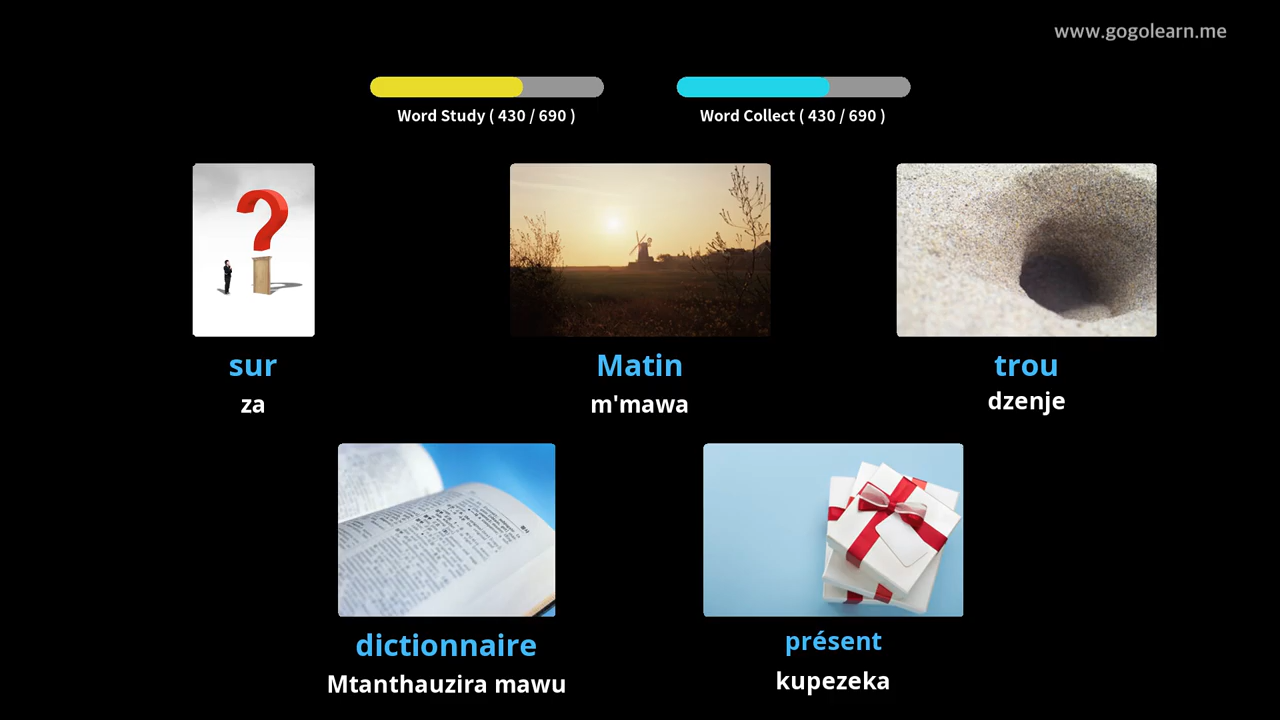 www.gogolearn.me
Word Study ( 430 / 690 )
Word Collect ( 430 / 690 )
sur
za
Matin
m'mawa
trou
dzenje
dictionnaire
Mtanthauzira mawu
présent
kupezeka